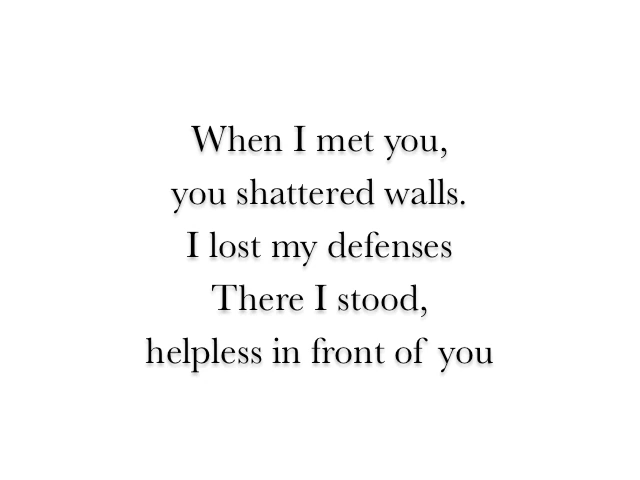 When I met you,
you shattered walls.
I lost my defenses
There I stood,
helpless in front of you